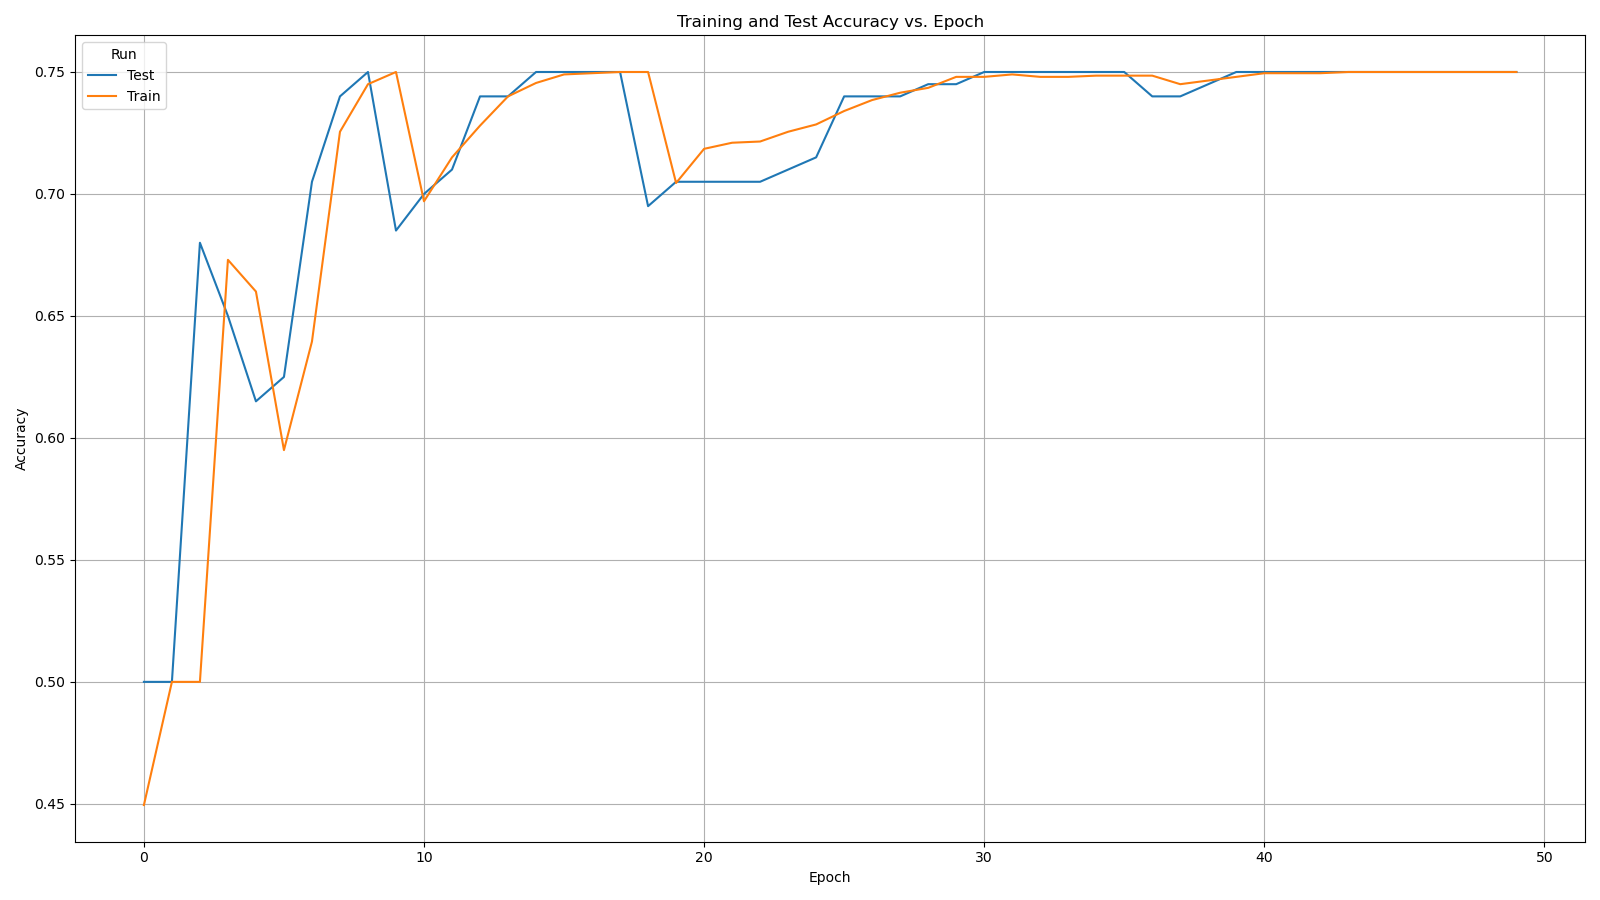 Training and Test Accuracy vs. Epoch
Run
Test
Train
0.75
0.70
0.65
0.60
0.55
0.50
0.45
Accuracy
0 10 20 30 40 50
Epoch